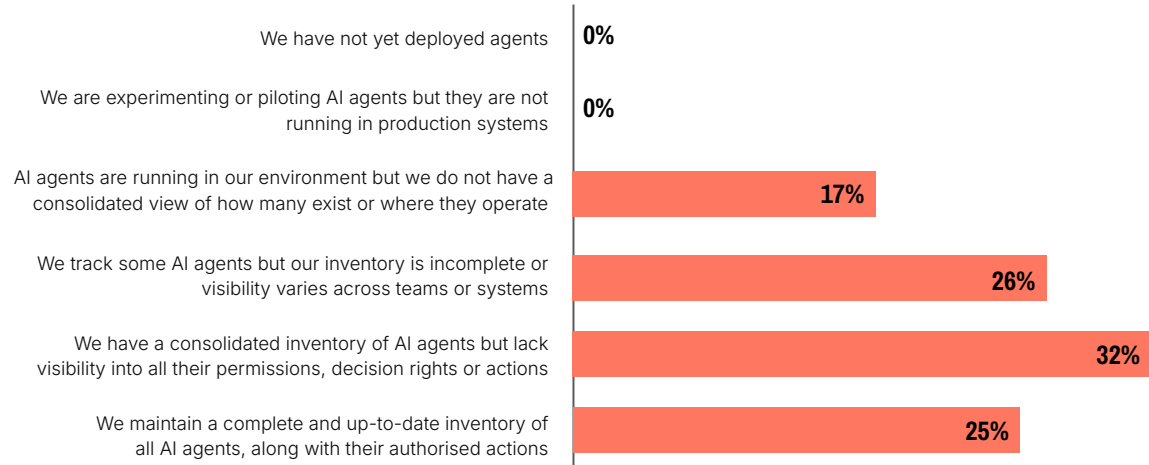 We have not yet deployed agents
0%
We are experimenting or piloting AI agents but they are not
running in production systems
0%
AI agents are running in our environment but we do not have a
consolidated view of how many exist or where they operate
17%
We track some AI agents but our inventory is incomplete or
visibility varies across teams or systems
26%
We have a consolidated inventory of AI agents but lack
visibility into all their permissions, decision rights or actions
32%
We maintain a complete and up-to-date inventory of
all AI agents, along with their authorised actions
25%